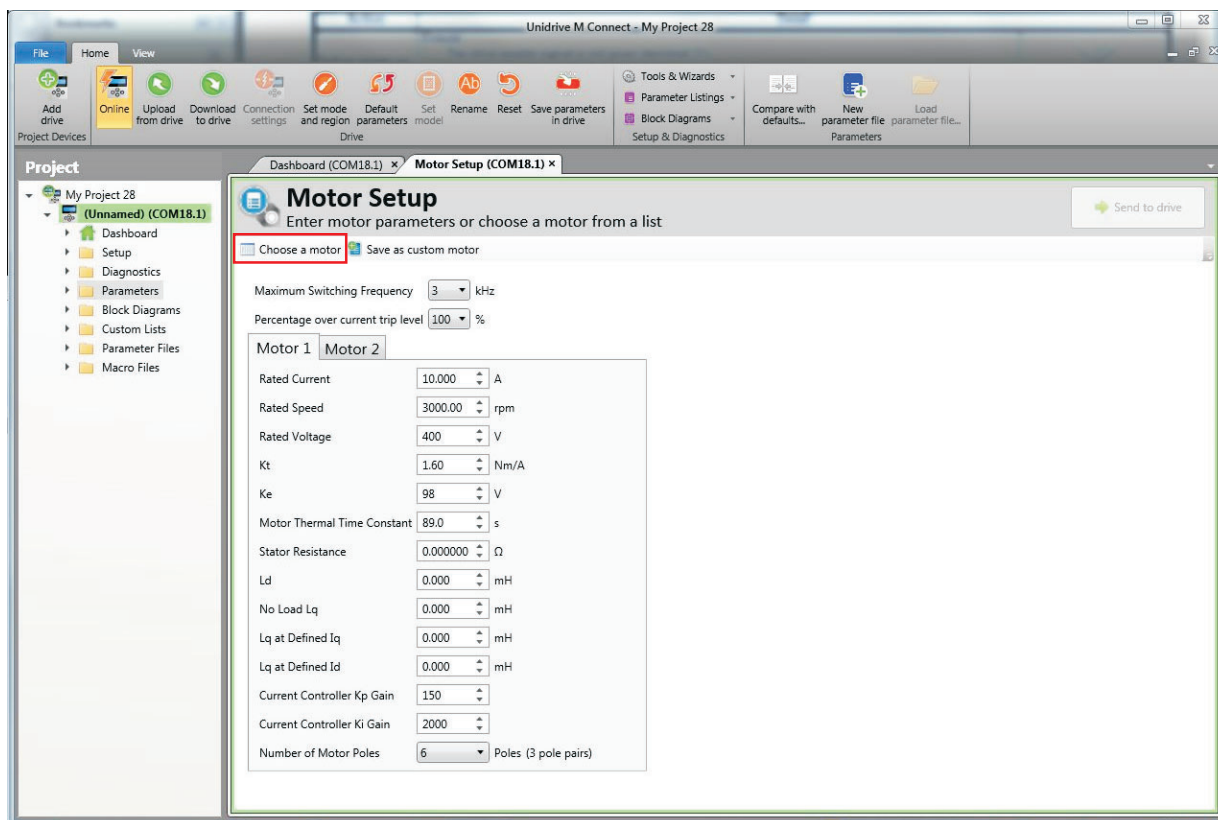 Unidrive M Connect - My Project 28
File Home View
Add drive
Online
Upload from drive
Download to drive
Connection settings
Set mode and region
Default parameters
Set model
Rename
Reset
Save parameters in drive
Tools & Wizards
Parameter Listings
Block Diagrams
Compare with defaults...
New parameter file
Load parameter file...
Project Devices
Drive
Setup & Diagnostics
Parameters
Project
My Project 28
(Unnamed) (COM18.1)
Dashboard
Setup
Diagnostics
Parameters
Block Diagrams
Custom Lists
Parameter Files
Macro Files
Dashboard (COM18.1) × Motor Setup (COM18.1) ×
Motor Setup
Enter motor parameters or choose a motor from a list
Send to drive
Choose a motor Save as custom motor
Maximum Switching Frequency 3 kHz
Percentage over current trip level 100 %
Motor 1 Motor 2
Rated Current 10.000 A
Rated Speed 3000.00 rpm
Rated Voltage 400 V
Kt 1.60 Nm/A
Ke 98 V
Motor Thermal Time Constant 89.0 s
Stator Resistance 0.000000 Ω
Ld 0.000 mH
No Load Lq 0.000 mH
Lq at Defined Iq 0.000 mH
Lq at Defined Id 0.000 mH
Current Controller Kp Gain 150
Current Controller Ki Gain 2000
Number of Motor Poles 6 Poles (3 pole pairs)